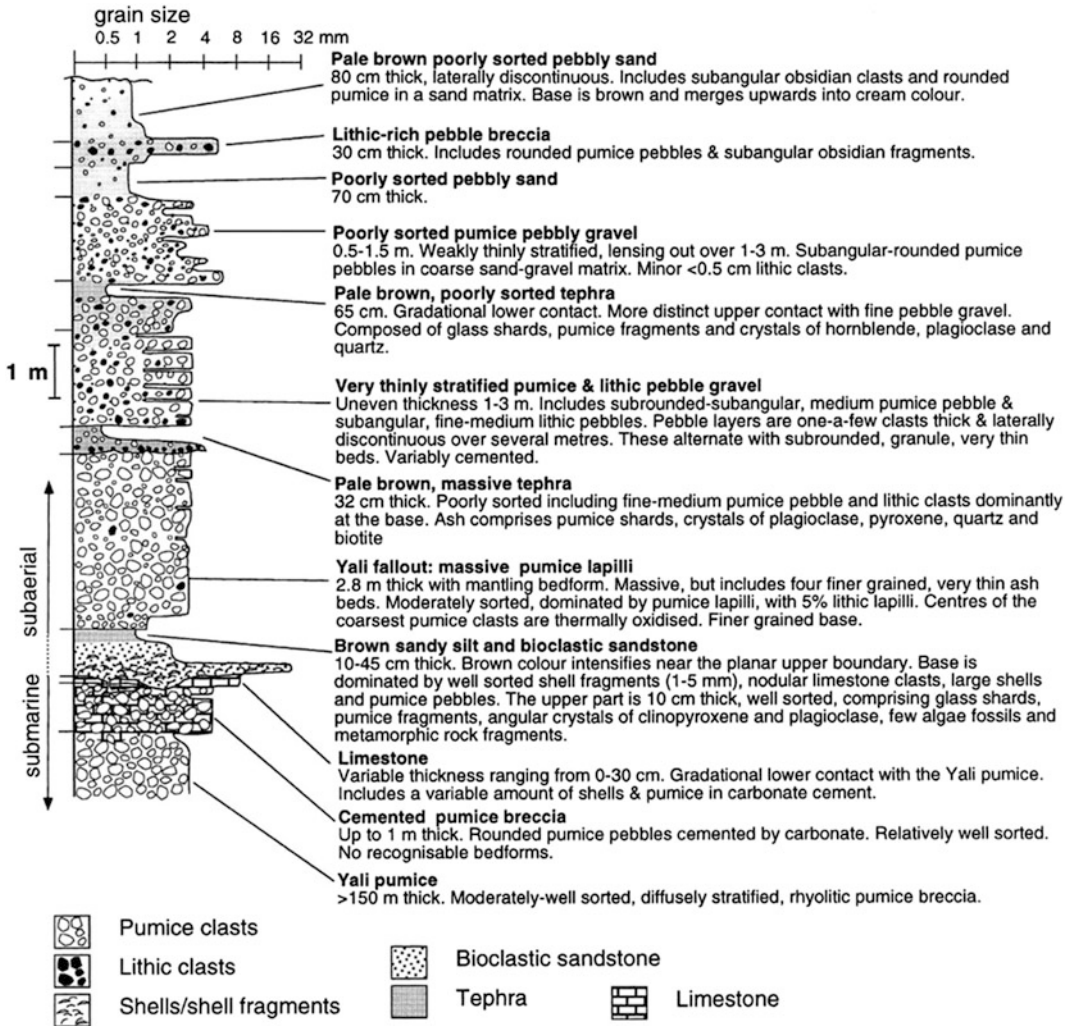 grain size
0.5 1 2 4 8 16 32 mm
Pale brown poorly sorted pebbly sand
80 cm thick, laterally discontinuous. Includes subangular obsidian clasts and rounded
pumice in a sand matrix. Base is brown and merges upwards into cream colour.
Lithic-rich pebble breccia
30 cm thick. Includes rounded pumice pebbles & subangular obsidian fragments.
Poorly sorted pebbly sand
70 cm thick.
Poorly sorted pumice pebbly gravel
0.5-1.5 m. Weakly thinly stratified, lensing out over 1-3 m. Subangular-rounded pumice
pebbles in coarse sand-gravel matrix. Minor <0.5 cm lithic clasts.
Pale brown, poorly sorted tephra
65 cm. Gradational lower contact. More distinct upper contact with fine pebble gravel.
Composed of glass shards, pumice fragments and crystals of hornblende, plagioclase and
quartz.
1 m
Very thinly stratified pumice & lithic pebble gravel
Uneven thickness 1-3 m. Includes subrounded-subangular, medium pumice pebble &
subangular, fine-medium lithic pebbles. Pebble layers are one-a-few clasts thick & laterally
discontinuous over several metres. These alternate with subrounded, granule, very thin
beds. Variably cemented.
Pale brown, massive tephra
32 cm thick. Poorly sorted including fine-medium pumice pebble and lithic clasts dominantly
at the base. Ash comprises pumice shards, crystals of plagioclase, pyroxene, quartz and
biotite
subaerial
Yali fallout: massive pumice lapilli
2.8 m thick with mantling bedform. Massive, but includes four finer grained, very thin ash
beds. Moderately sorted, dominated by pumice lapilli, with 5% lithic lapilli. Centres of the
coarsest pumice clasts are thermally oxidised. Finer grained base.
Brown sandy silt and bioclastic sandstone
10-45 cm thick. Brown colour intensifies near the planar upper boundary. Base is
dominated by well sorted shell fragments (1-5 mm), nodular limestone clasts, large shells
and pumice pebbles. The upper part is 10 cm thick, well sorted, comprising glass shards,
pumice fragments, angular crystals of clinopyroxene and plagioclase, few algae fossils and
metamorphic rock fragments.
submarine
Limestone
Variable thickness ranging from 0-30 cm. Gradational lower contact with the Yali pumice.
Includes a variable amount of shells & pumice in carbonate cement.
Cemented pumice breccia
Up to 1 m thick. Rounded pumice pebbles cemented by carbonate. Relatively well sorted.
No recognisable bedforms.
Yali pumice
>150 m thick. Moderately-well sorted, diffusely stratified, rhyolitic pumice breccia.
Pumice clasts
Lithic clasts
Shells/shell fragments
Bioclastic sandstone
Tephra
Limestone